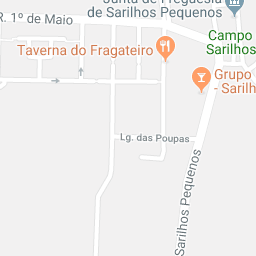 Junta de Freguesia
de Sarilhos Pequenos
R. 1º de Maio
Taverna do Fragateiro
Campo
Sarilhos
Grupo
- Sarilh
Lg. das Poupas
Sarilhos Pequenos